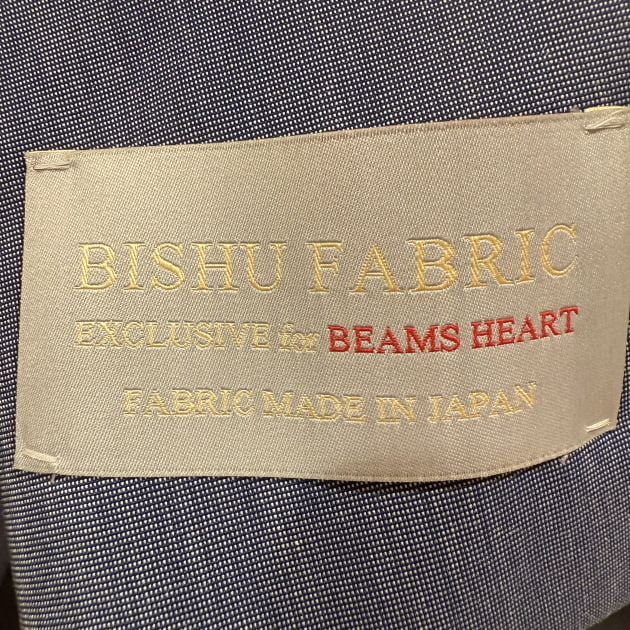 BISHU FABRIC
EXCLUSIVE for BEAMS HEART
FABRIC MADE IN JAPAN